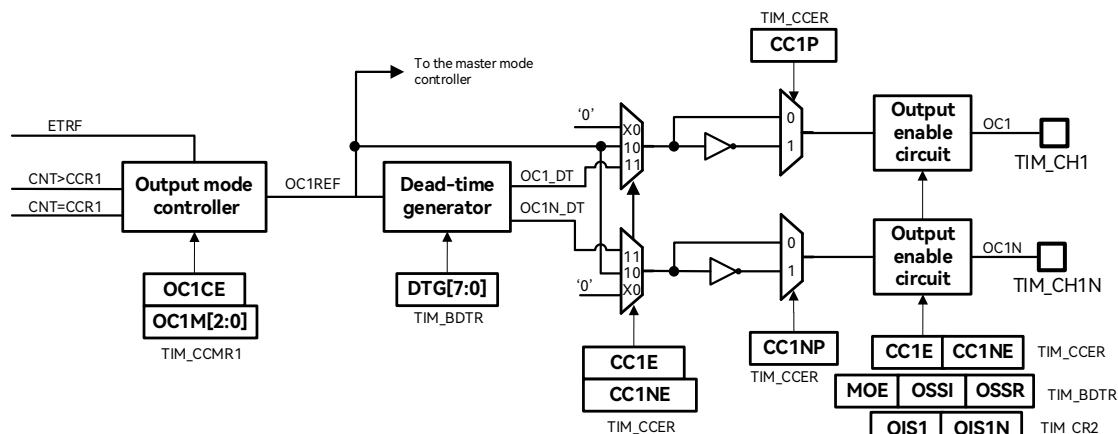 TIM_CCER
CC1P
To the master mode
controller
ETRF
CNT>CCR1
CNT=CCR1
Output mode
controller
OC1REF
Dead-time
generator
OC1_DT
OC1N_DT
'0'
X0
10
11
0
1
Output
enable
circuit
OC1
TIM_CH1
11
10
X0
'0'
0
1
Output
enable
circuit
OC1N
TIM_CH1N
OC1CE
OC1M[2:0]
TIM_CCMR1
DTG[7:0]
TIM_BDTR
CC1E
CC1NE
TIM_CCER
CC1NP
TIM_CCER
CC1E CC1NE TIM_CCER
MOE OSSI OSSR TIM_BDTR
OIS1 OIS1N TIM_CR2